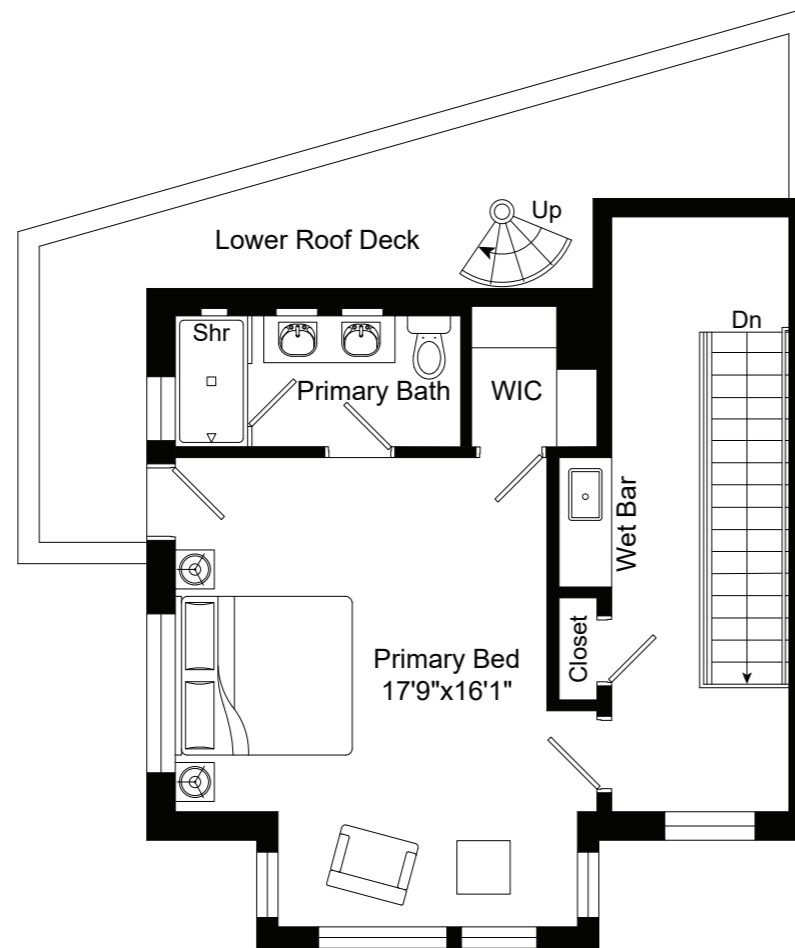 Up
Lower Roof Deck
Dn
Shr
Primary Bath
WIC
Wet Bar
Closet
Primary Bed
17'9"x16'1"